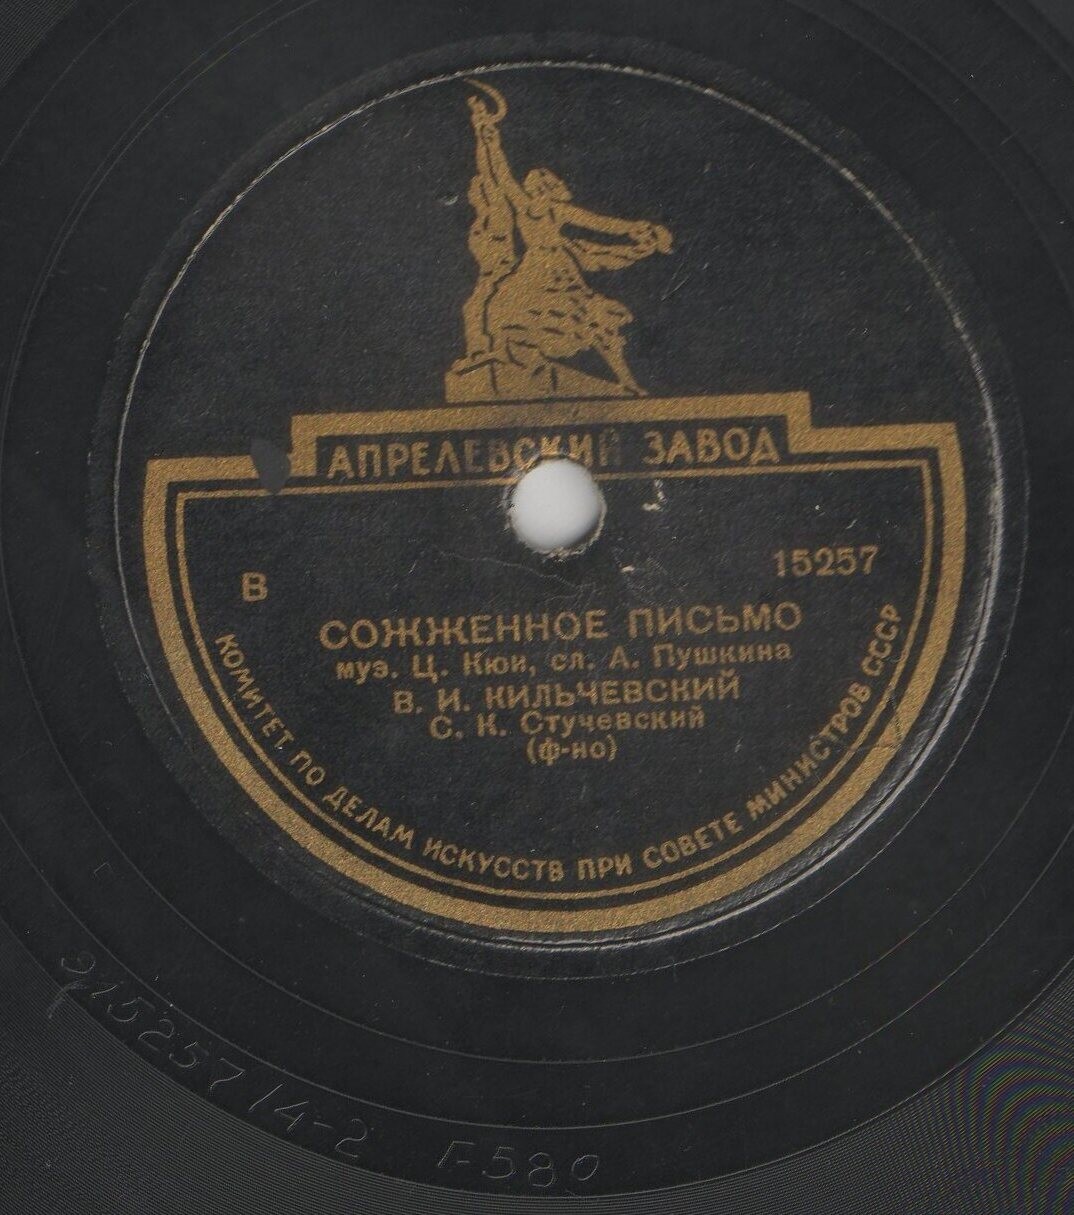 АПРЕЛЕВСКИЙ ЗАВОД
В 15257
СОЖЖЕННОЕ ПИСЬМО
муз. Ц. Кюи, сл. А. Пушкина
В. И. КИЛЬЧЕВСКИЙ
С. К. Стучевский
(ф-но)
КОМИТЕТ ПО ДЕЛАМ ИСКУССТВ ПРИ СОВЕТЕ МИНИСТРОВ СССР
15257/4-2